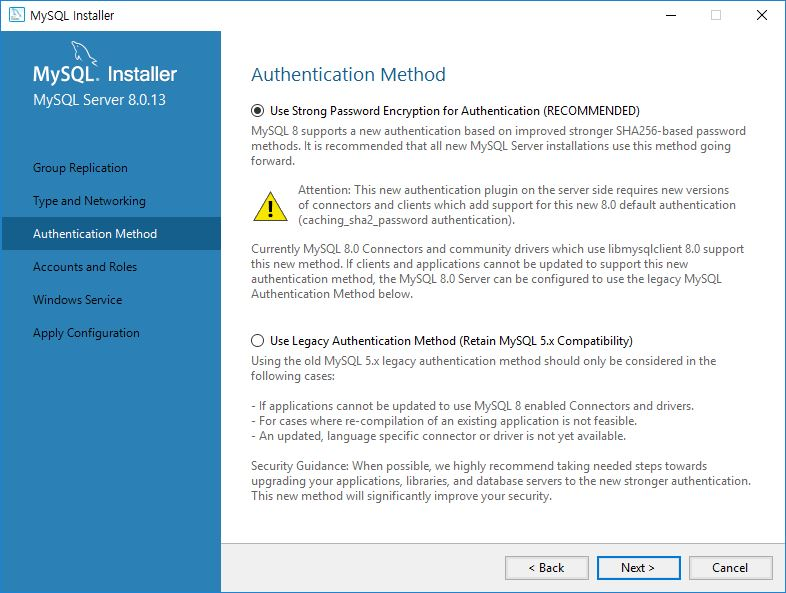 MySQL Installer
MySQL. Installer
MySQL Server 8.0.13
Group Replication
Type and Networking
Authentication Method
Accounts and Roles
Windows Service
Apply Configuration
Authentication Method
Use Strong Password Encryption for Authentication (RECOMMENDED)
MySQL 8 supports a new authentication based on improved stronger SHA256-based password
methods. It is recommended that all new MySQL Server installations use this method going
forward.
Attention: This new authentication plugin on the server side requires new versions
of connectors and clients which add support for this new 8.0 default authentication
(caching_sha2_password authentication).
Currently MySQL 8.0 Connectors and community drivers which use libmysqlclient 8.0 support
this new method. If clients and applications cannot be updated to support this new
authentication method, the MySQL 8.0 Server can be configured to use the legacy MySQL
Authentication Method below.
Use Legacy Authentication Method (Retain MySQL 5.x Compatibility)
Using the old MySQL 5.x legacy authentication method should only be considered in the
following cases:
- If applications cannot be updated to use MySQL 8 enabled Connectors and drivers.
- For cases where re-compilation of an existing application is not feasible.
- An updated, language specific connector or driver is not yet available.
Security Guidance: When possible, we highly recommend taking needed steps towards
upgrading your applications, libraries, and database servers to the new stronger authentication.
This new method will significantly improve your security.
< Back
Next >
Cancel